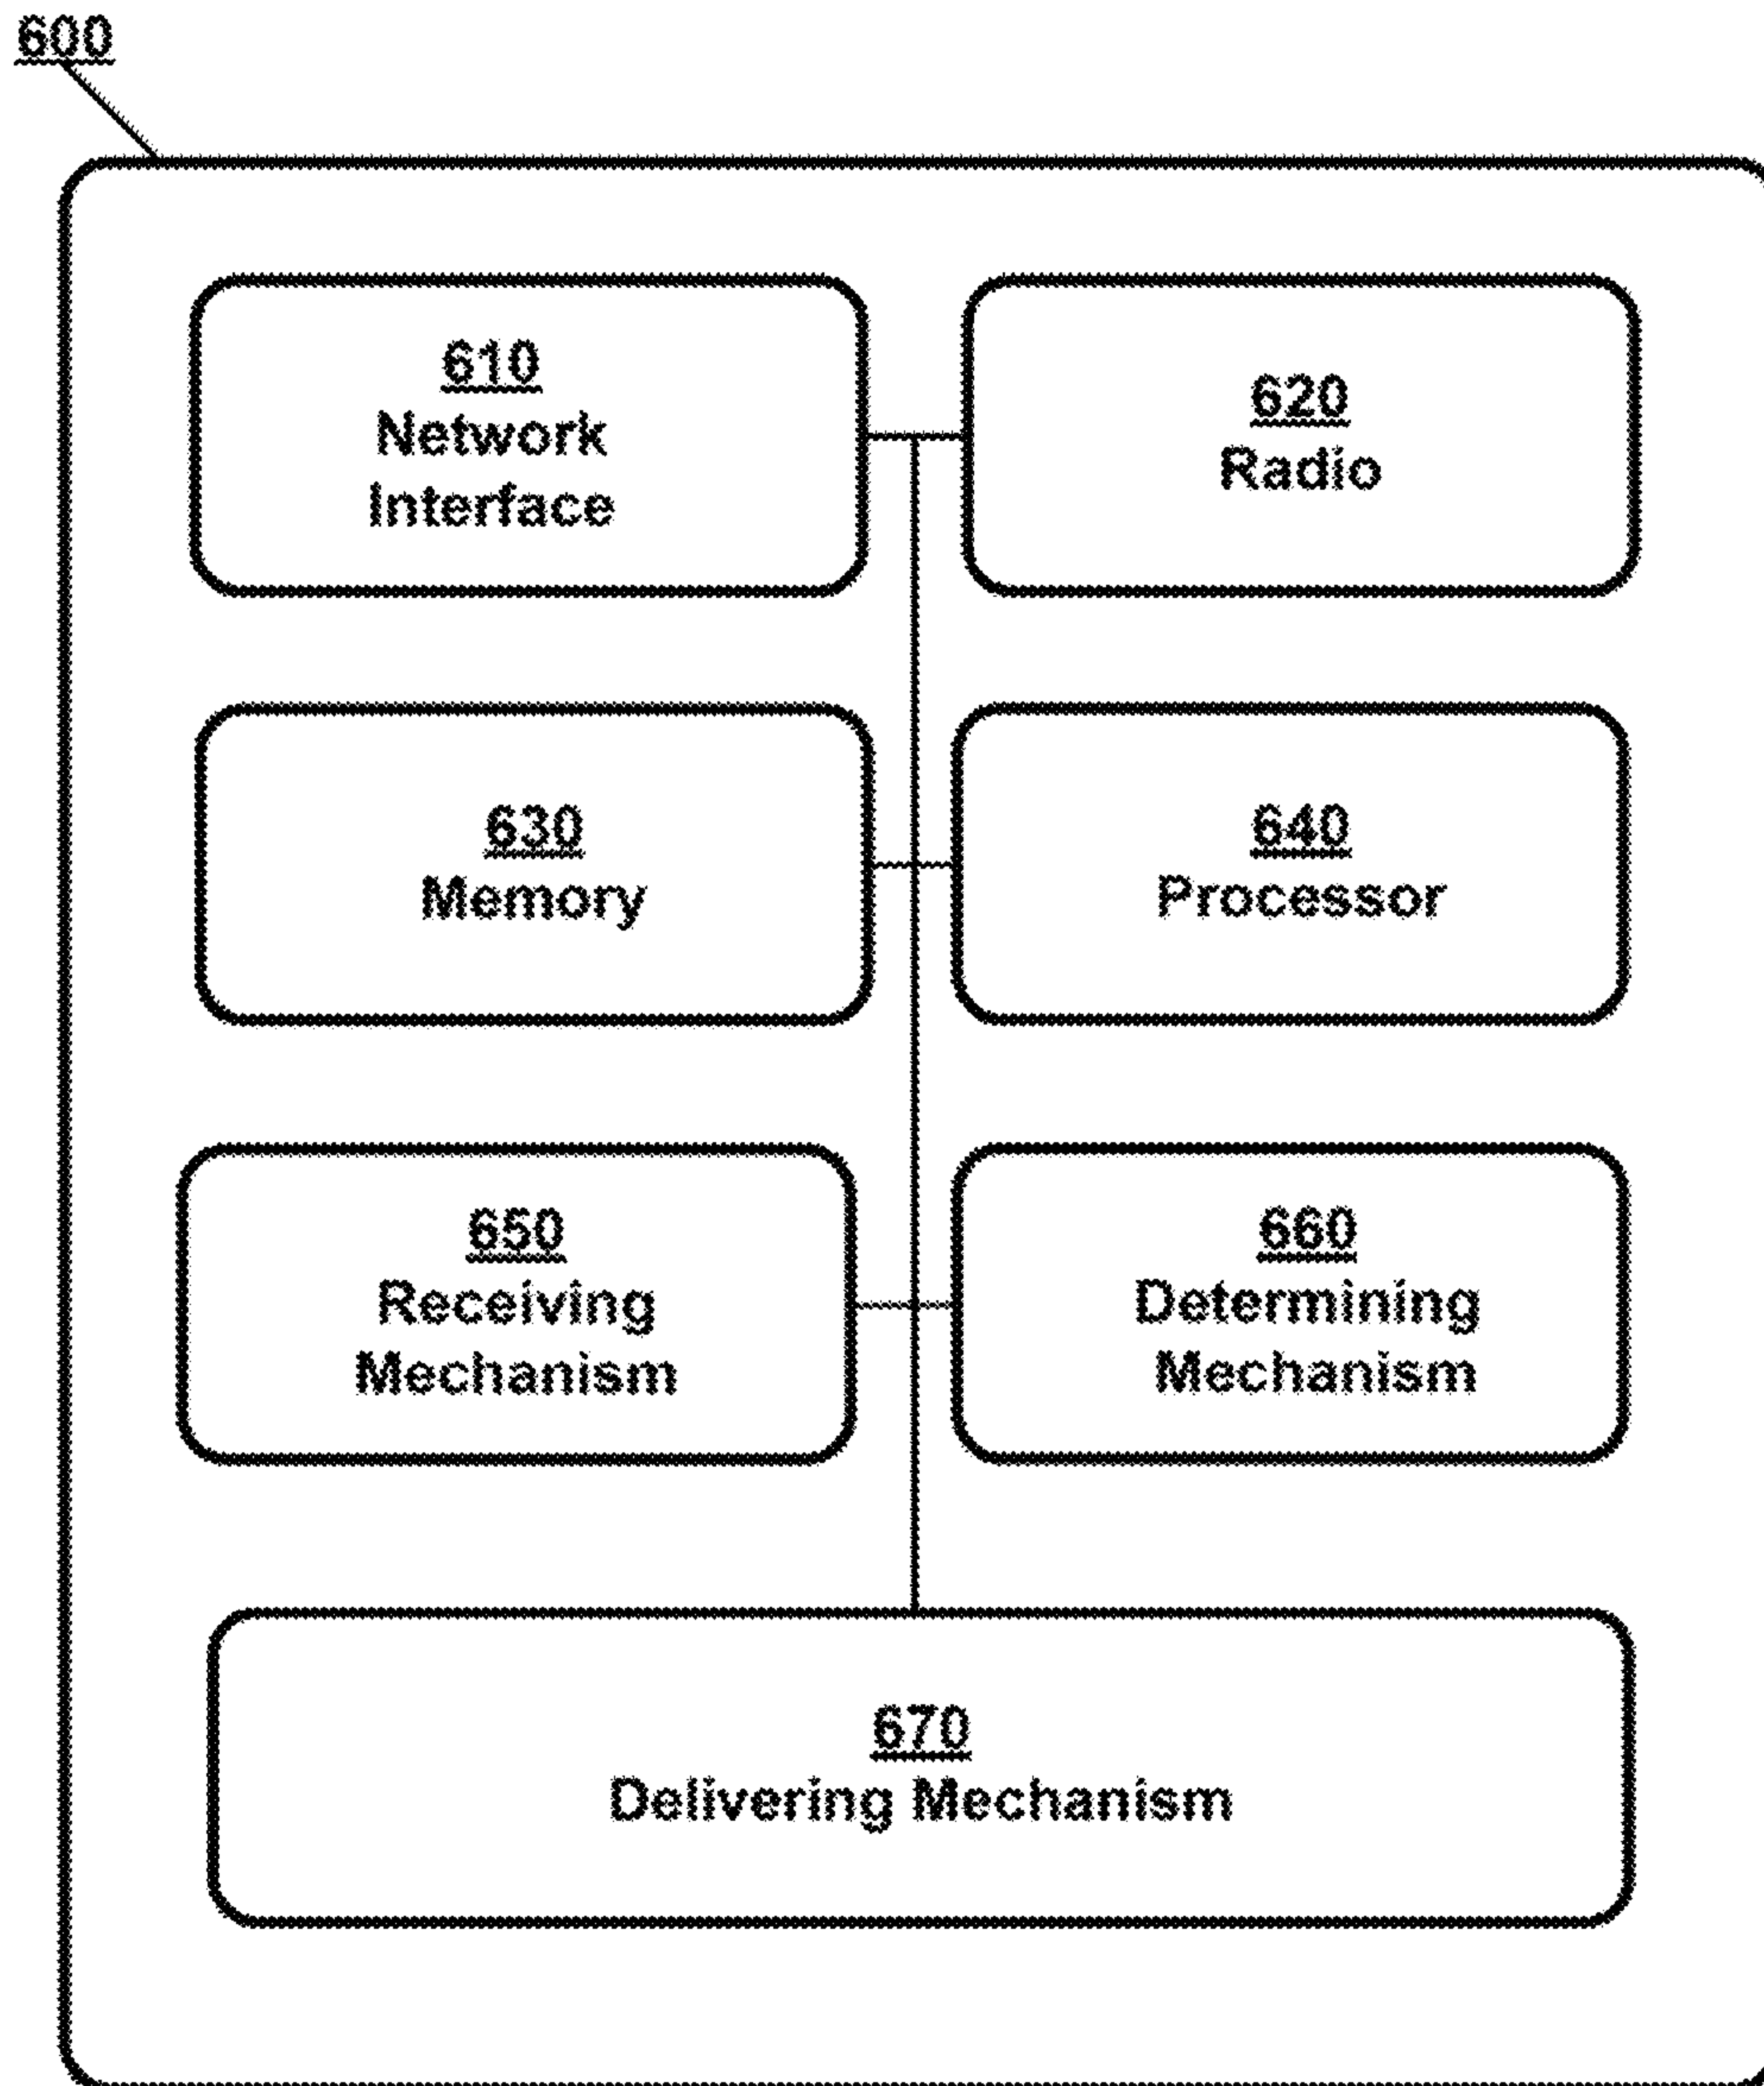 600
610
Network
Interface
620
Radio
630
Memory
640
Processor
650
Receiving
Mechanism
660
Determining
Mechanism
670
Delivering Mechanism